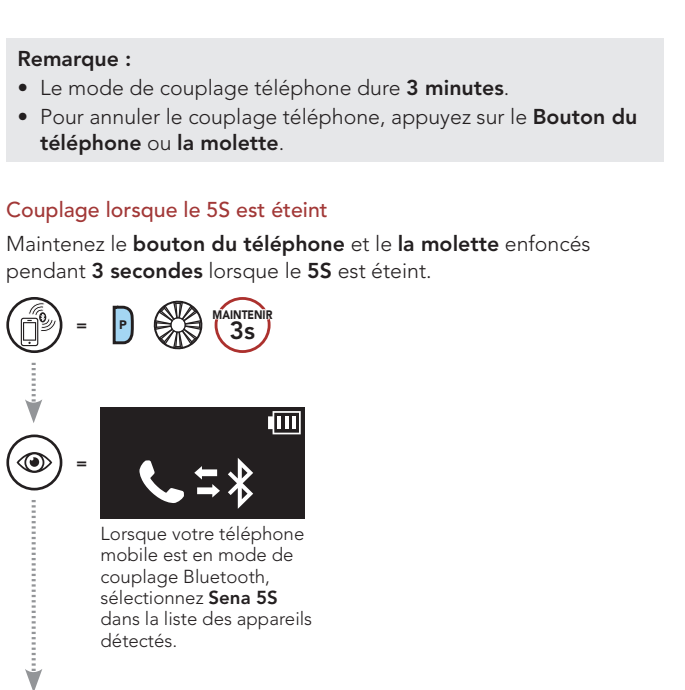 Remarque :
• Le mode de couplage téléphone dure 3 minutes.
• Pour annuler le couplage téléphone, appuyez sur le Bouton du
téléphone ou la molette.
Couplage lorsque le 5S est éteint
Maintenez le bouton du téléphone et le la molette enfoncés
pendant 3 secondes lorsque le 5S est éteint.
= P MAINTENIR
3s
=
Lorsque votre téléphone
mobile est en mode de
couplage Bluetooth,
sélectionnez Sena 5S
dans la liste des appareils
détectés.